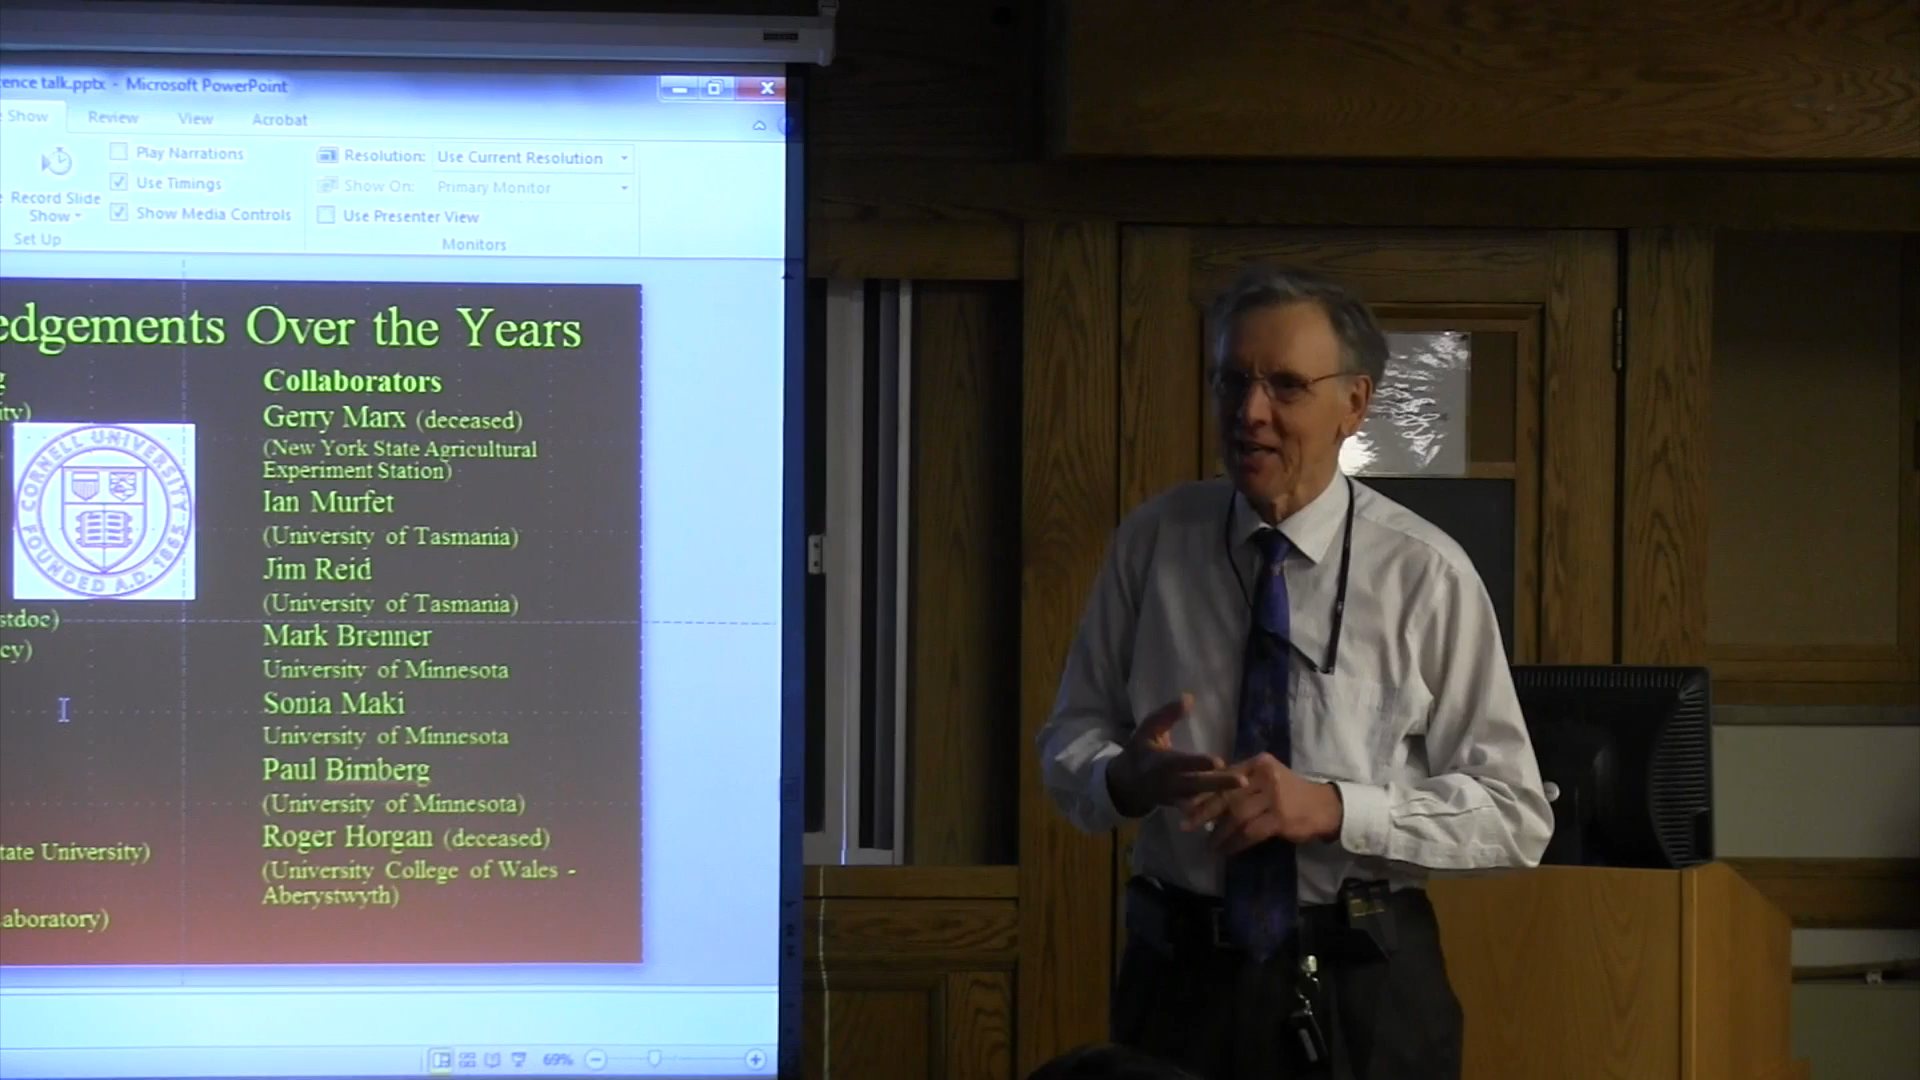 ence talk.pptx - Microsoft PowerPoint
Show Review View Acrobat
Play Narrations
Use Timings
Show Media Controls
Record Slide
Show
Set Up
Resolution: Use Current Resolution
Show On: Primary Monitor
Use Presenter View
Monitors
edgements Over the Years
g
ity)
CORNELL UNIVERSITY
FOUNDED A.D. 1865
stdoc)
cy)
tate University)
aboratory)
Collaborators
Gerry Marx (deceased)
(New York State Agricultural
Experiment Station)
Ian Murfet
(University of Tasmania)
Jim Reid
(University of Tasmania)
Mark Brenner
University of Minnesota
Sonia Maki
University of Minnesota
Paul Birnberg
(University of Minnesota)
Roger Horgan (deceased)
(University College of Wales -
Aberystwyth)
69%